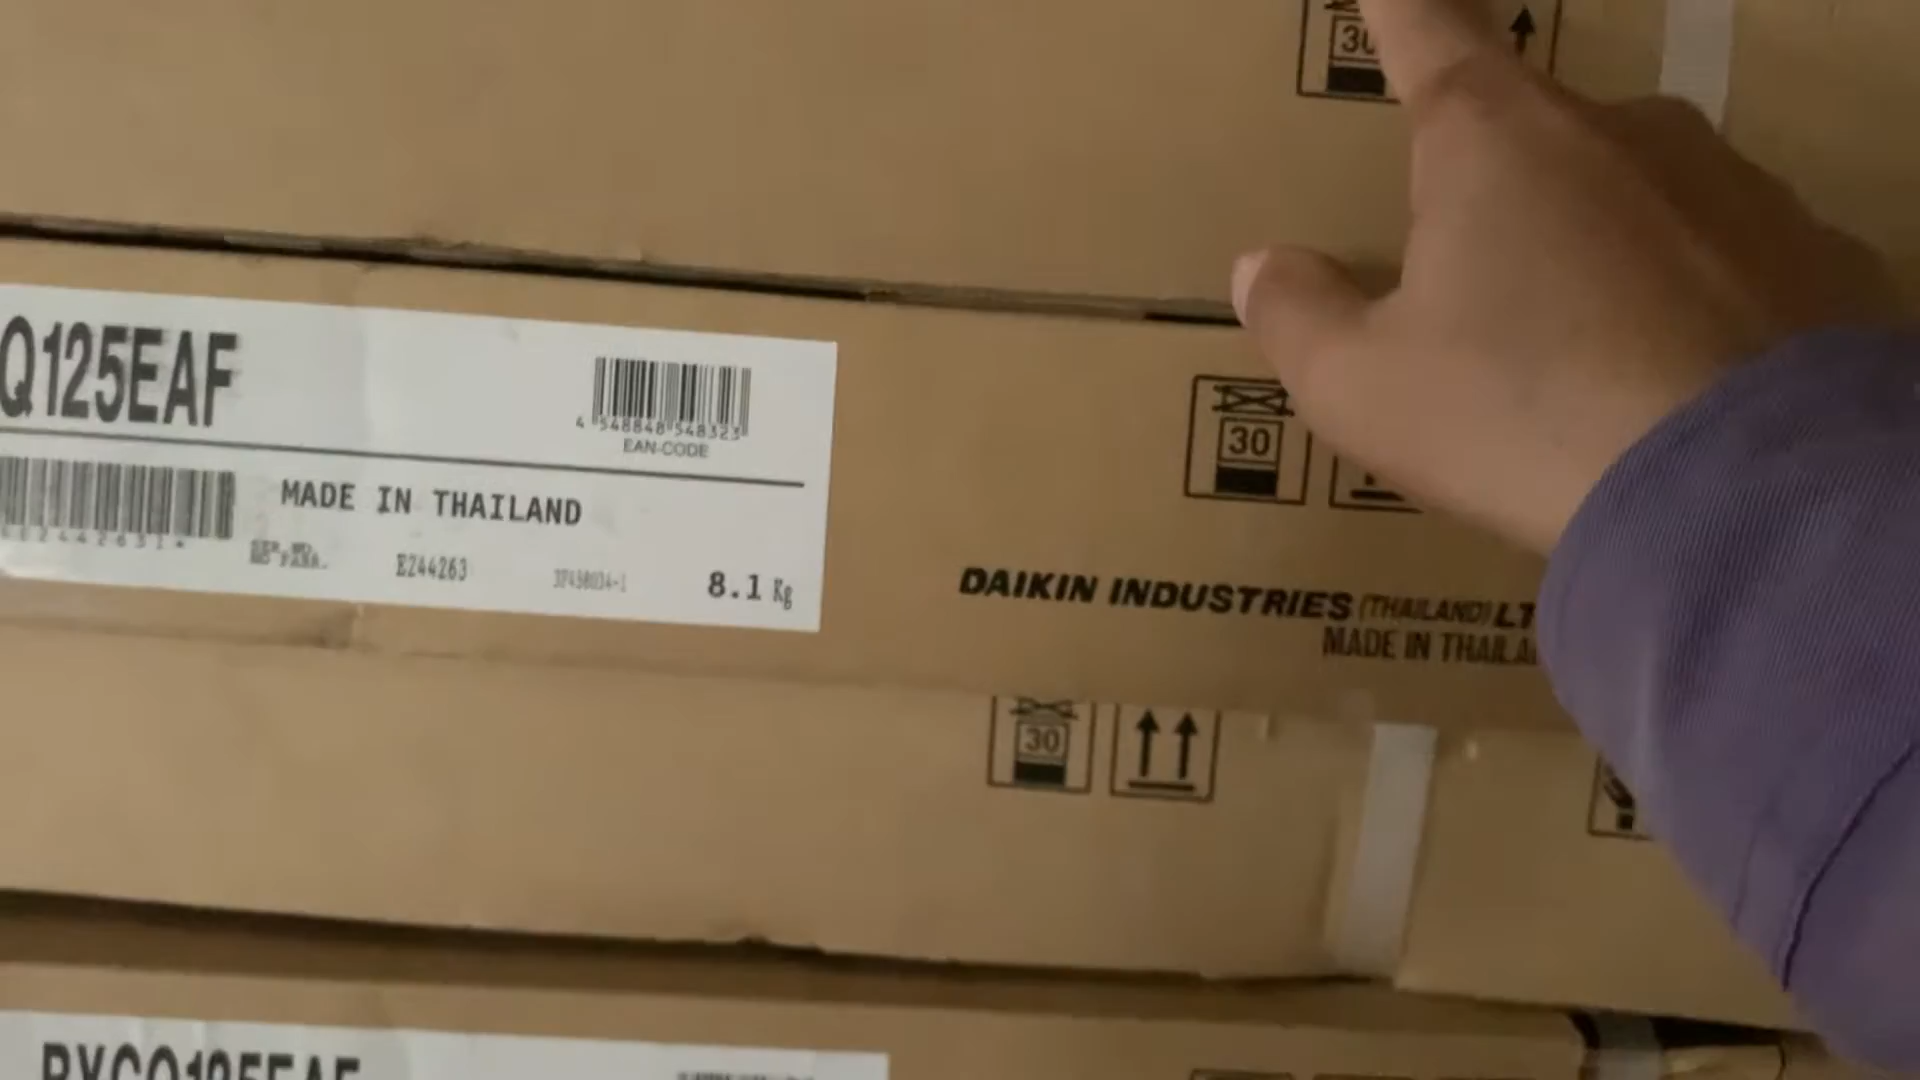 30
Q125EAF
4 548848 548323
EAN-CODE
30
MADE IN THAILAND
E244263
8.1 Kg
DAIKIN INDUSTRIES (THAILAND) LT
MADE IN THAILA
30
BYCQ125EAF